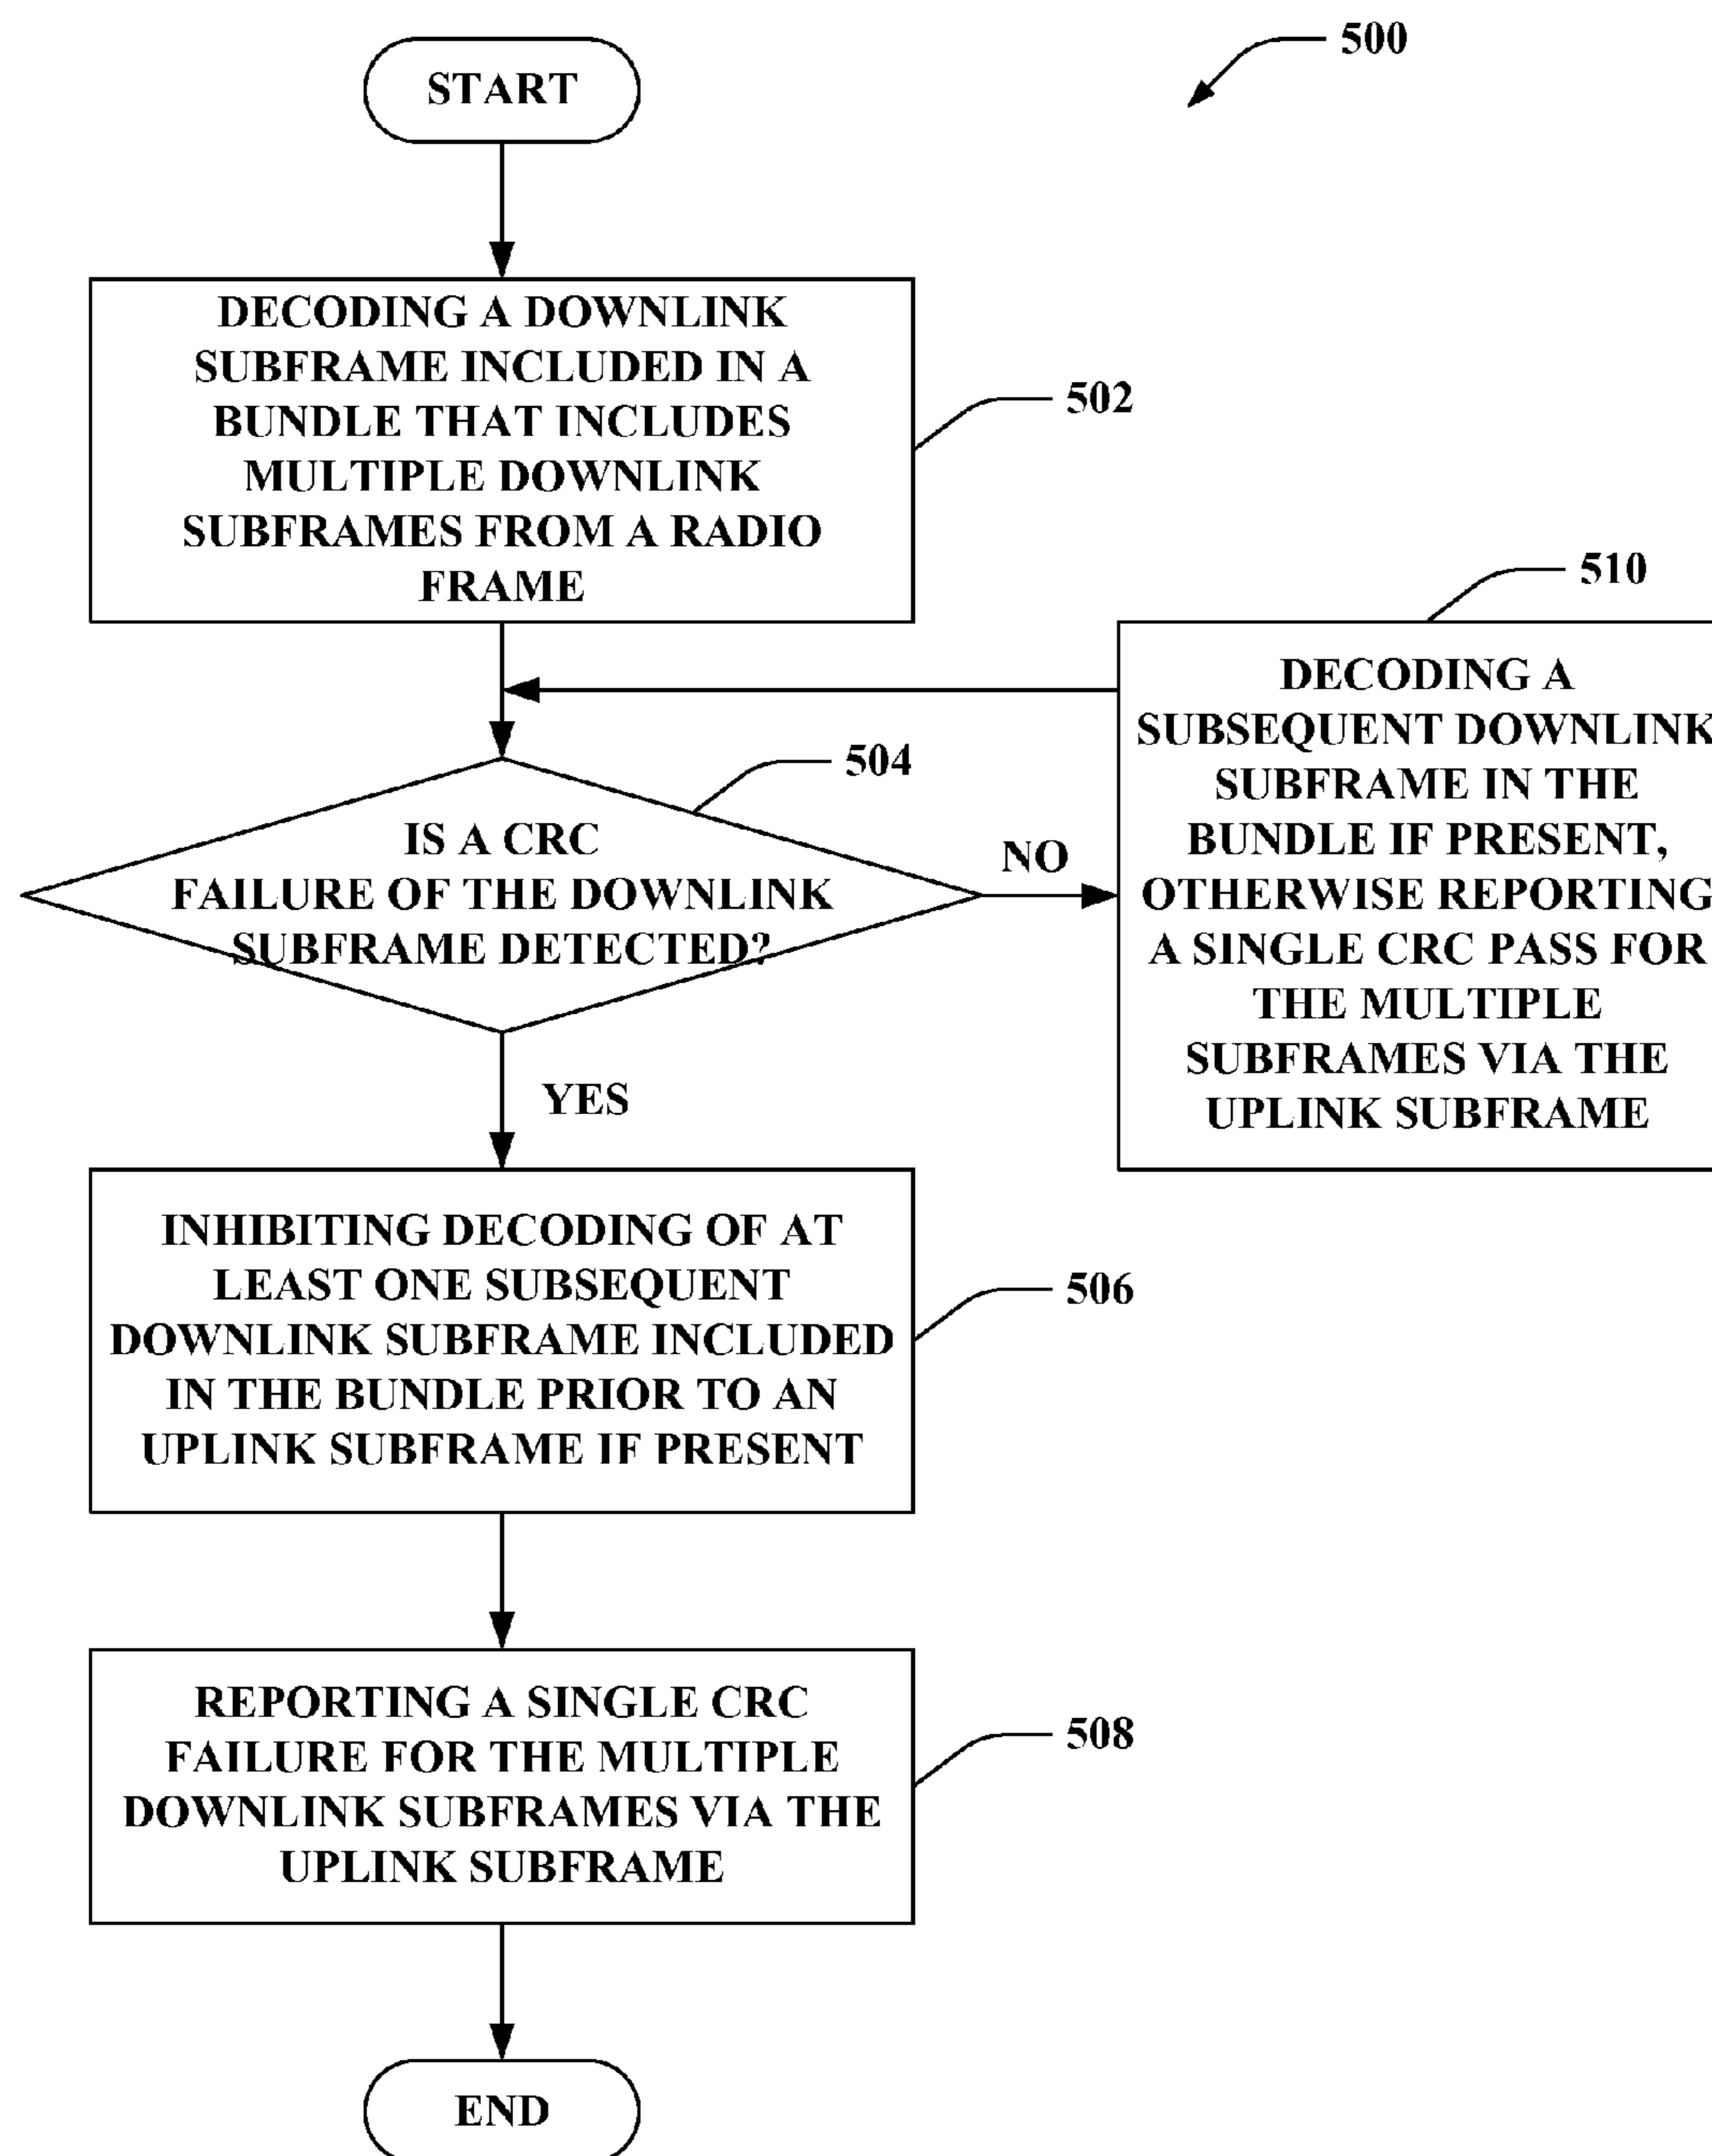 500
START
DECODING A DOWNLINK
SUBFRAME INCLUDED IN A
BUNDLE THAT INCLUDES
MULTIPLE DOWNLINK
SUBFRAMES FROM A RADIO
FRAME
502
510
DECODING A
SUBSEQUENT DOWNLINK
SUBFRAME IN THE
BUNDLE IF PRESENT,
OTHERWISE REPORTING
A SINGLE CRC PASS FOR
THE MULTIPLE
SUBFRAMES VIA THE
UPLINK SUBFRAME
504
IS A CRC
FAILURE OF THE DOWNLINK
SUBFRAME DETECTED?
NO
YES
INHIBITING DECODING OF AT
LEAST ONE SUBSEQUENT
DOWNLINK SUBFRAME INCLUDED
IN THE BUNDLE PRIOR TO AN
UPLINK SUBFRAME IF PRESENT
506
REPORTING A SINGLE CRC
FAILURE FOR THE MULTIPLE
DOWNLINK SUBFRAMES VIA THE
UPLINK SUBFRAME
508
END